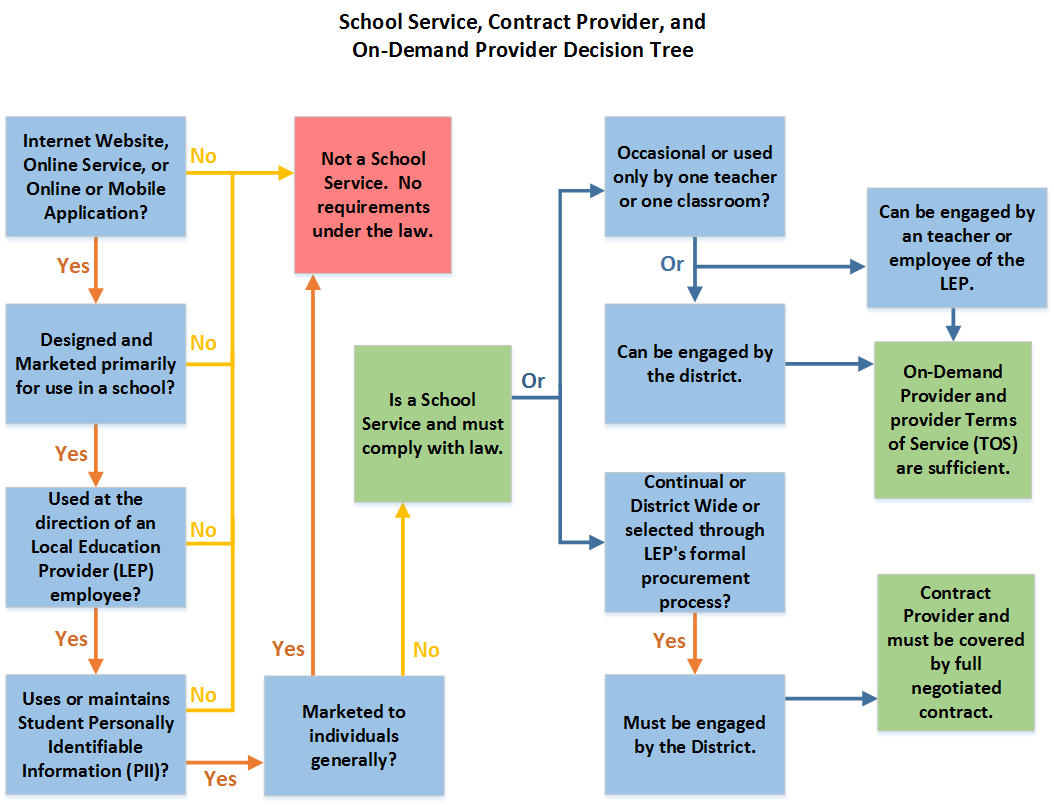 School Service, Contract Provider, and
On-Demand Provider Decision Tree
Internet Website,
Online Service, or
Online or Mobile
Application?
No
Yes
Designed and
Marketed primarily
for use in a school?
No
Yes
Used at the
direction of an
Local Education
Provider (LEP)
employee?
No
Yes
Uses or maintains
Student Personally
Identifiable
Information (PII)?
No
Yes
Marketed to
individuals
generally?
Yes
No
Not a School
Service. No
requirements
under the law.
Is a School
Service and must
comply with law.
Or
Occasional or used
only by one teacher
or one classroom?
Or
Can be engaged by
an teacher or
employee of the
LEP.
Can be engaged by
the district.
On-Demand
Provider and
provider Terms
of Service (TOS)
are sufficient.
Continual or
District Wide or
selected through
LEP's formal
procurement
process?
Yes
Must be engaged
by the District.
Contract
Provider and
must be covered
by full
negotiated
contract.